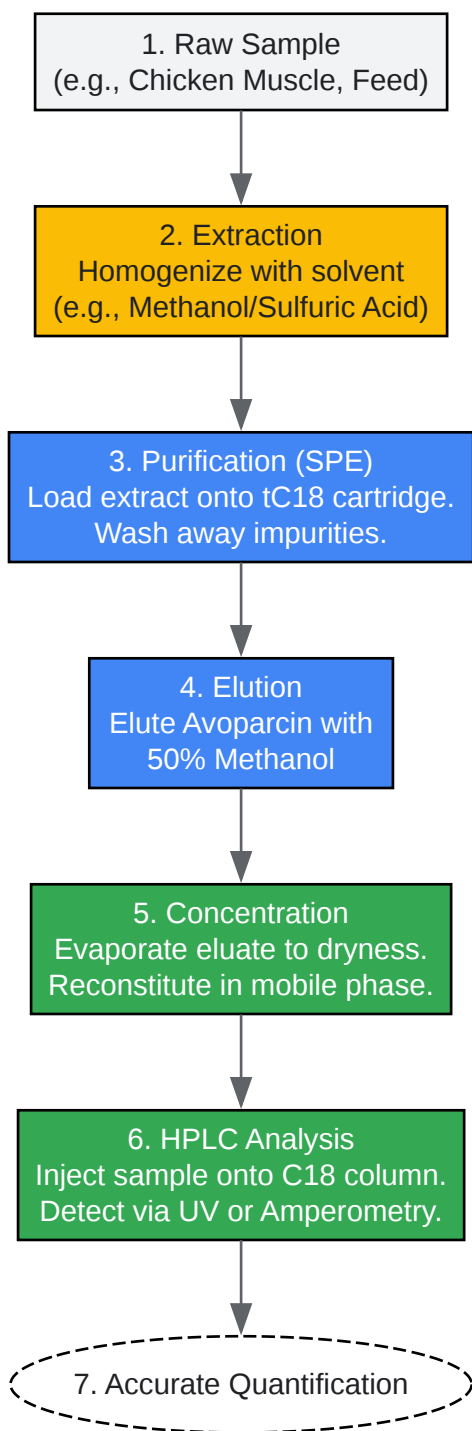 1. Raw Sample
(e.g., Chicken Muscle, Feed)
2. Extraction
Homogenize with solvent
(e.g., Methanol/Sulfuric Acid)
3. Purification (SPE)
Load extract onto tC18 cartridge.
Wash away impurities.
4. Elution
Elute Avoparcin with
50% Methanol
5. Concentration
Evaporate eluate to dryness.
Reconstitute in mobile phase.
6. HPLC Analysis
Inject sample onto C18 column.
Detect via UV or Amperometry.
7. Accurate Quantification